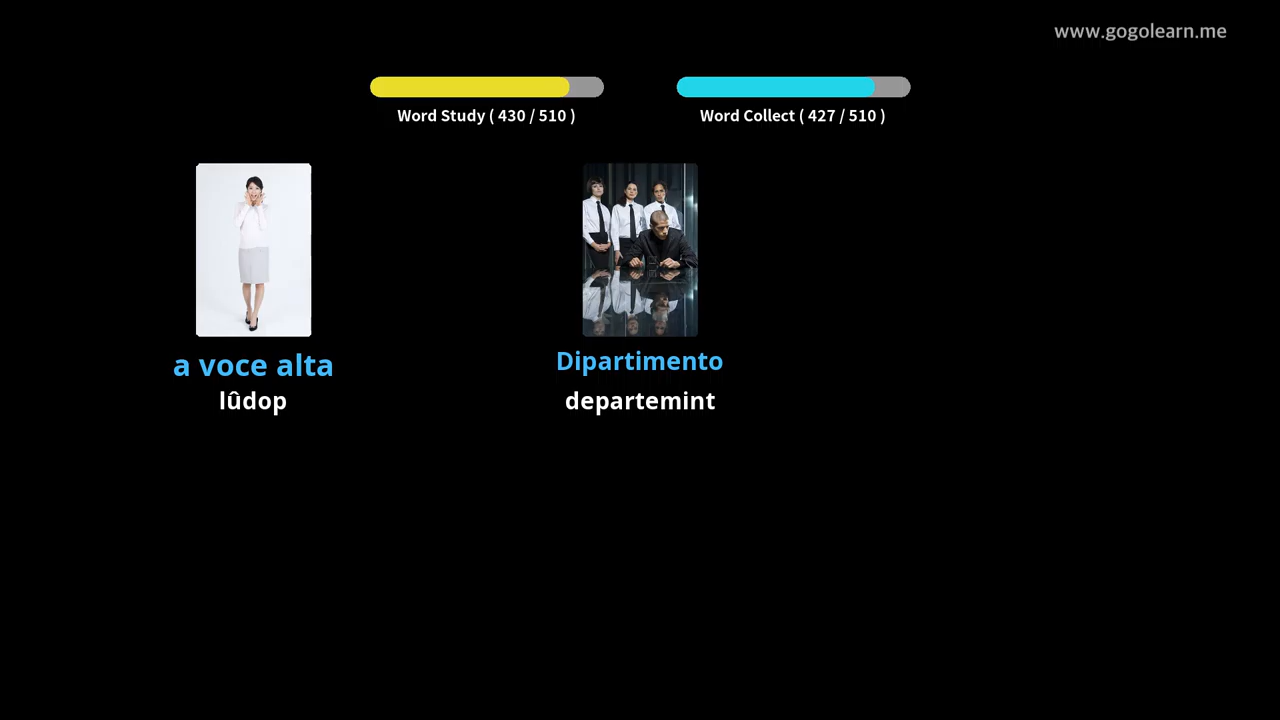 www.gogolearn.me
Word Study ( 430 / 510 )
Word Collect ( 427 / 510 )
a voce alta
lûdop
Dipartimento
departemint